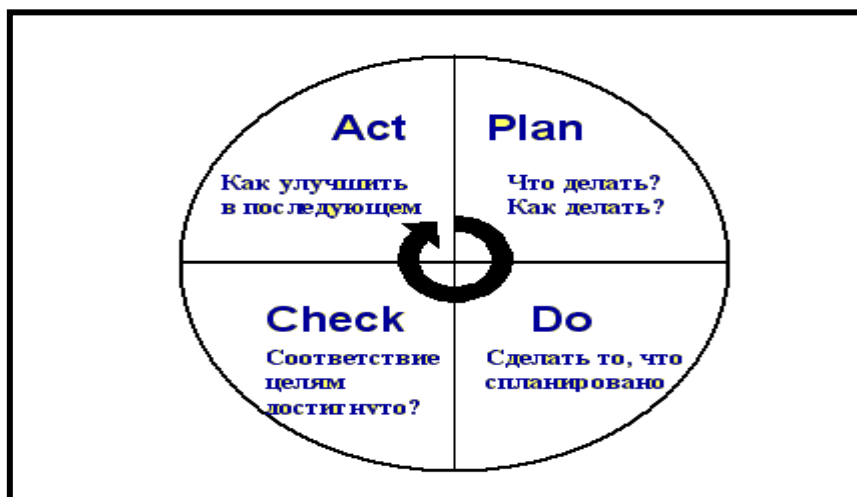 Act
Как улучшить
в последующем
Plan
Что делать?
Как делать?
Check
Соответствие
целям
достигнуто?
Do
Сделать то, что
спланировано